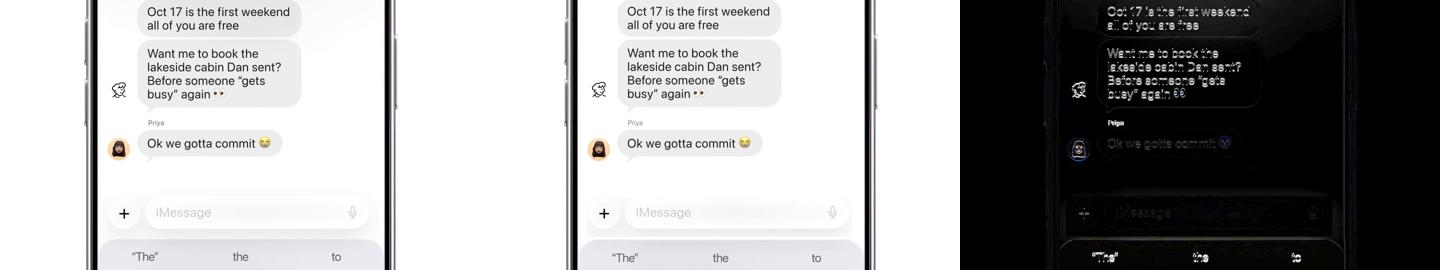 Oct 17 is the first weekend
all of you are free
Want me to book the
lakeside cabin Dan sent?
Before someone “gets
busy” again 👀
Priya
Ok we gotta commit 😂
iMessage
“The” the to
Oct 17 is the first weekend
all of you are free
Want me to book the
lakeside cabin Dan sent?
Before someone “gets
busy” again 👀
Priya
Ok we gotta commit 😂
iMessage
“The” the to
Oct 17 is the first weekend
all of you are free
Want me to book the
lakeside cabin Dan sent?
Before someone “gets
busy” again 👀
Priya
Ok we gotta commit
iMessage
“The” the to